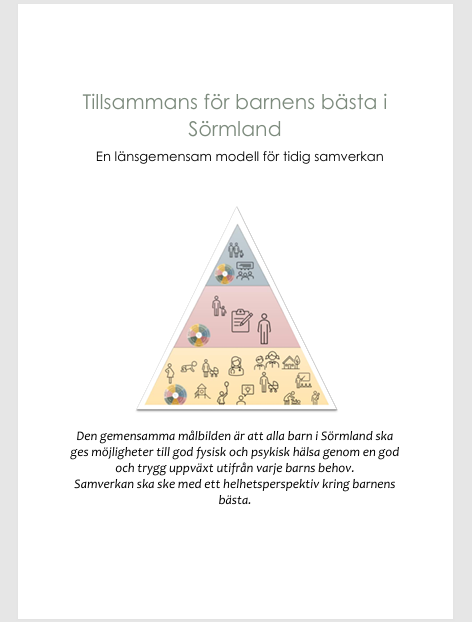 Tillsammans för barnens bästa i
Sörmland
En länsgemensam modell för tidig samverkan
Den gemensamma målbilden är att alla barn i Sörmland ska
ges möjligheter till god fysisk och psykisk hälsa genom en god
och trygg uppväxt utifrån varje barns behov.
Samverkan ska ske med ett helhetsperspektiv kring barnens
bästa.